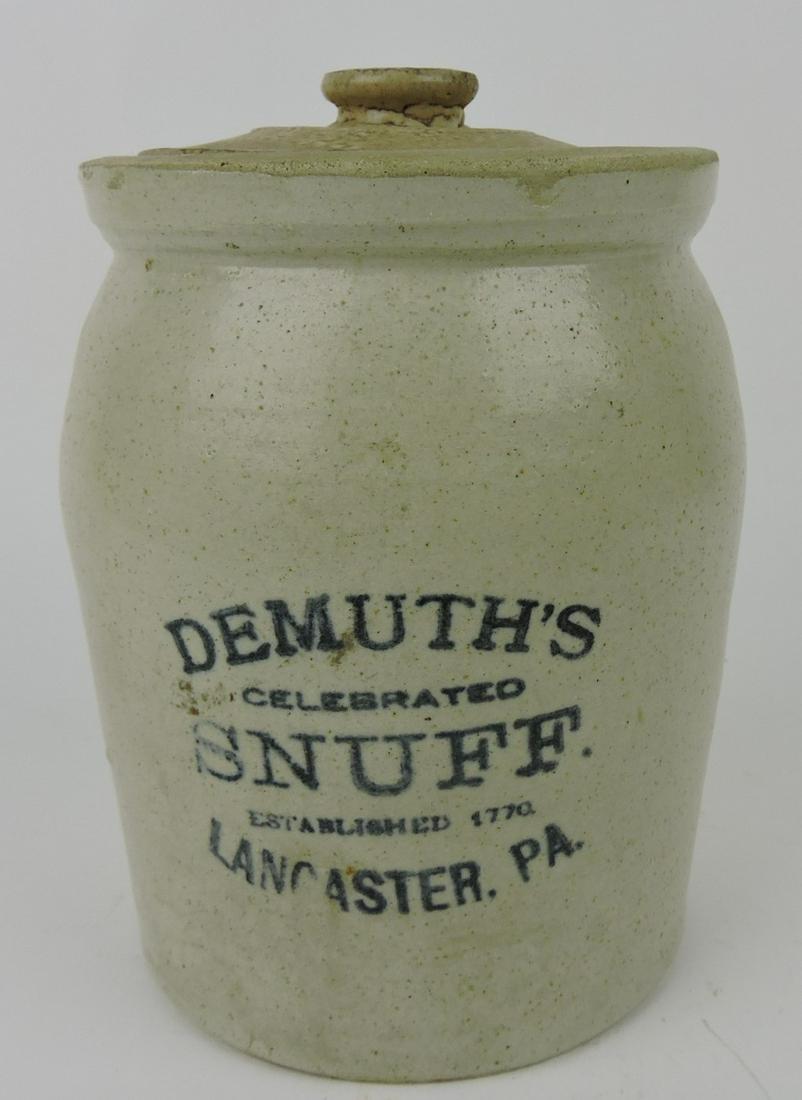 DEMUTH'S
CELEBRATED
SNUFF.
ESTABLISHED 1770.
LANCASTER, PA.